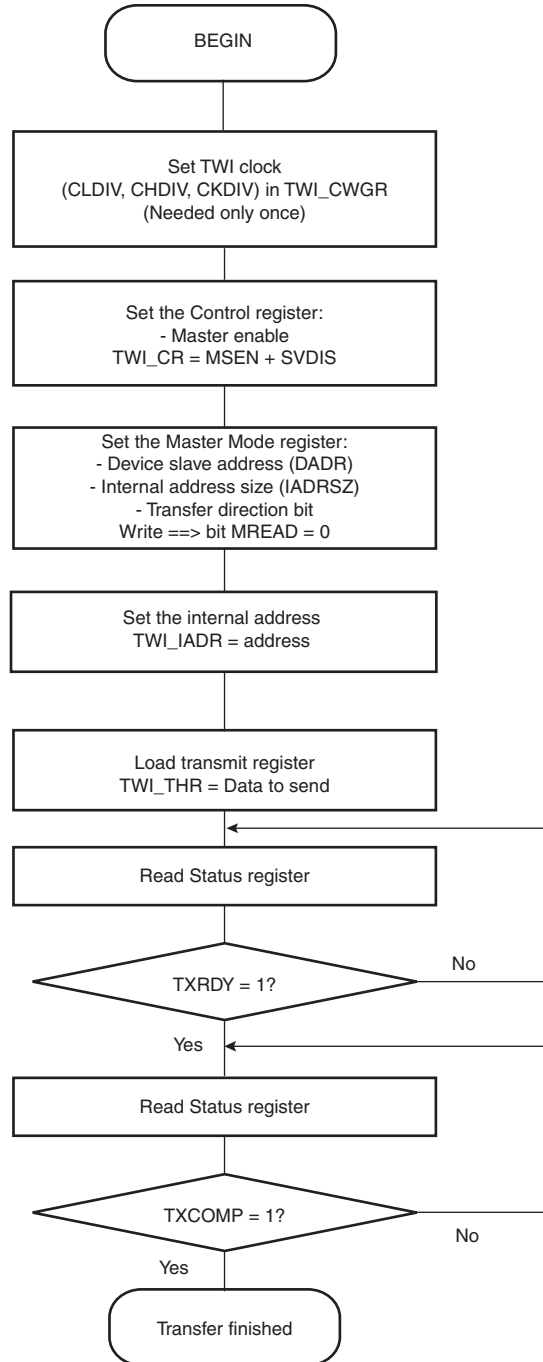 BEGIN
Set TWI clock
(CLDIV, CHDIV, CKDIV) in TWI_CWGR
(Needed only once)
Set the Control register:
- Master enable
TWI_CR = MSEN + SVDIS
Set the Master Mode register:
- Device slave address (DADR)
- Internal address size (IADRSZ)
- Transfer direction bit
Write ==> bit MREAD = 0
Set the internal address
TWI_IADR = address
Load transmit register
TWI_THR = Data to send
Read Status register
TXRDY = 1?
No
Yes
Read Status register
TXCOMP = 1?
No
Yes
Transfer finished